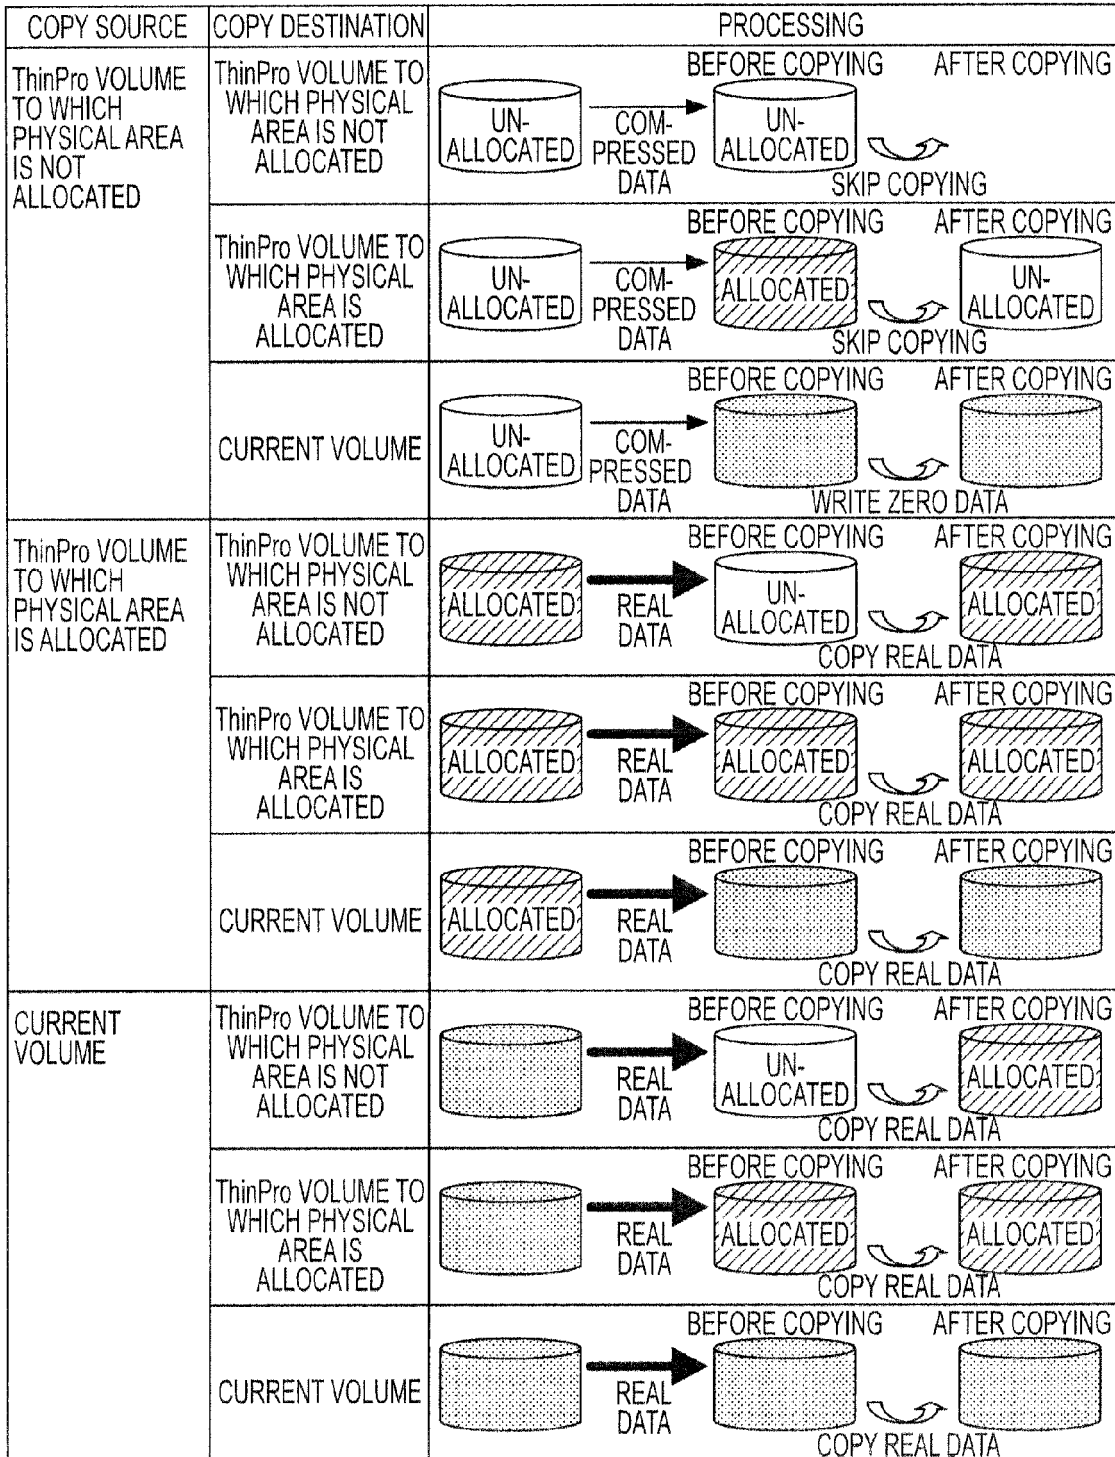 COPY SOURCE
COPY DESTINATION
PROCESSING
ThinPro VOLUME
TO WHICH
PHYSICAL AREA
IS NOT
ALLOCATED
ThinPro VOLUME TO
WHICH PHYSICAL
AREA IS NOT
ALLOCATED
BEFORE COPYING
AFTER COPYING
UN-
ALLOCATED
COM-
PRESSED
DATA
UN-
ALLOCATED
SKIP COPYING
ThinPro VOLUME TO
WHICH PHYSICAL
AREA IS
ALLOCATED
BEFORE COPYING
AFTER COPYING
UN-
ALLOCATED
COM-
PRESSED
DATA
ALLOCATED
UN-
ALLOCATED
SKIP COPYING
CURRENT VOLUME
BEFORE COPYING
AFTER COPYING
UN-
ALLOCATED
COM-
PRESSED
DATA
WRITE ZERO DATA
ThinPro VOLUME
TO WHICH
PHYSICAL AREA
IS ALLOCATED
ThinPro VOLUME TO
WHICH PHYSICAL
AREA IS NOT
ALLOCATED
BEFORE COPYING
AFTER COPYING
ALLOCATED
REAL
DATA
UN-
ALLOCATED
ALLOCATED
COPY REAL DATA
ThinPro VOLUME TO
WHICH PHYSICAL
AREA IS
ALLOCATED
BEFORE COPYING
AFTER COPYING
ALLOCATED
REAL
DATA
ALLOCATED
ALLOCATED
COPY REAL DATA
CURRENT VOLUME
BEFORE COPYING
AFTER COPYING
ALLOCATED
REAL
DATA
COPY REAL DATA
CURRENT
VOLUME
ThinPro VOLUME TO
WHICH PHYSICAL
AREA IS NOT
ALLOCATED
BEFORE COPYING
AFTER COPYING
REAL
DATA
UN-
ALLOCATED
ALLOCATED
COPY REAL DATA
ThinPro VOLUME TO
WHICH PHYSICAL
AREA IS
ALLOCATED
BEFORE COPYING
AFTER COPYING
REAL
DATA
ALLOCATED
ALLOCATED
COPY REAL DATA
CURRENT VOLUME
BEFORE COPYING
AFTER COPYING
REAL
DATA
COPY REAL DATA